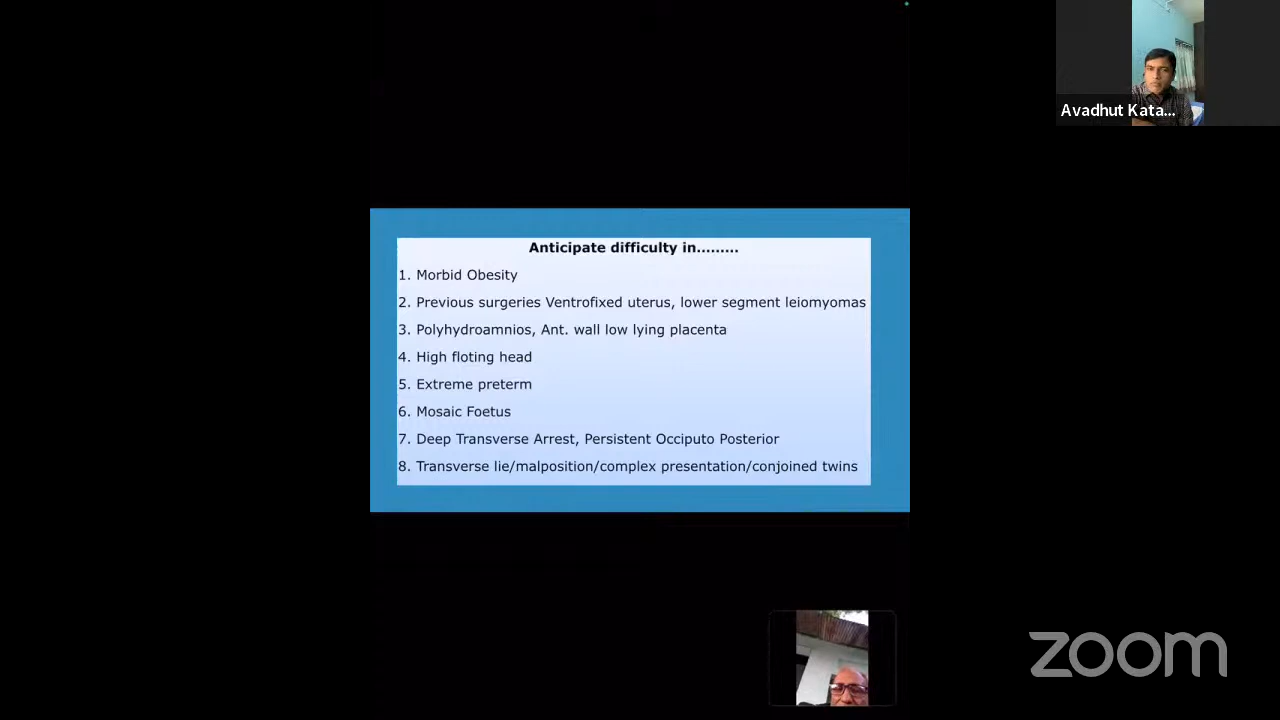 Avadhut Kata...
Anticipate difficulty in.........
1. Morbid Obesity
2. Previous surgeries Ventrofixed uterus, lower segment leiomyomas
3. Polyhydroamnios, Ant. wall low lying placenta
4. High floting head
5. Extreme preterm
6. Mosaic Foetus
7. Deep Transverse Arrest, Persistent Occiputo Posterior
8. Transverse lie/malposition/complex presentation/conjoined twins
zoom